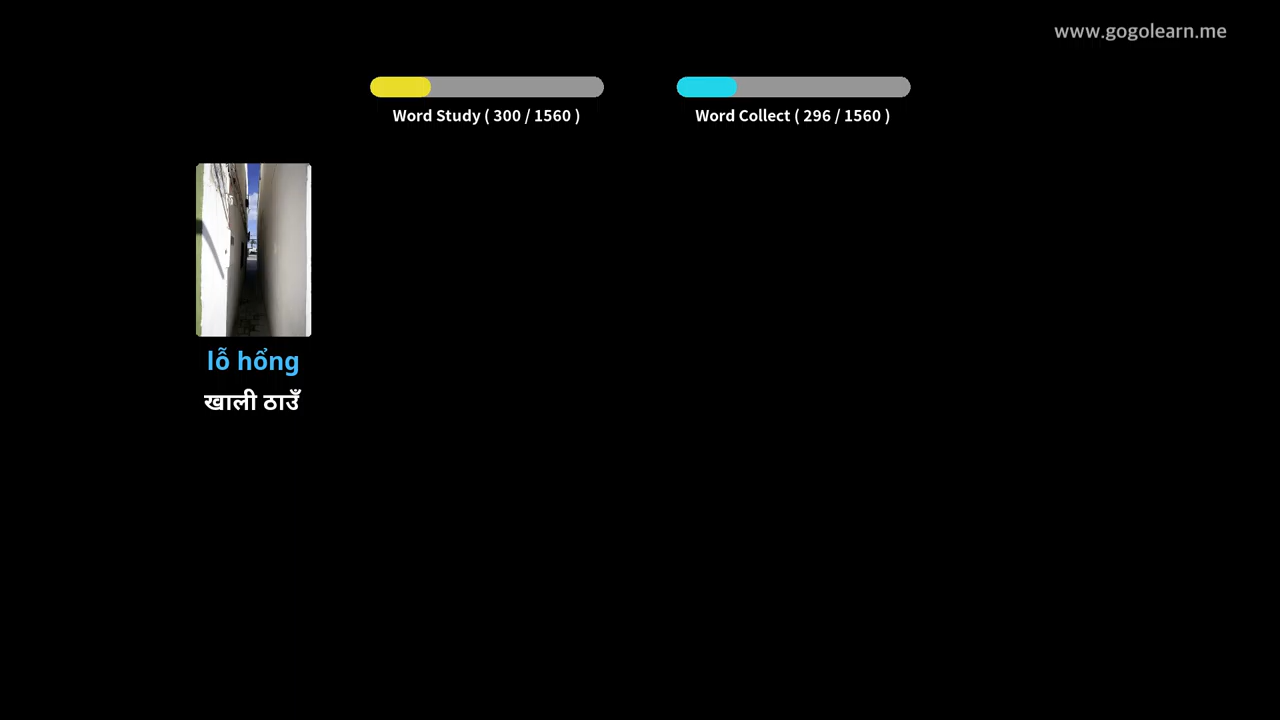 www.gogolearn.me
Word Study ( 300 / 1560 )
Word Collect ( 296 / 1560 )
lỗ hổng
खाली ठाउँ